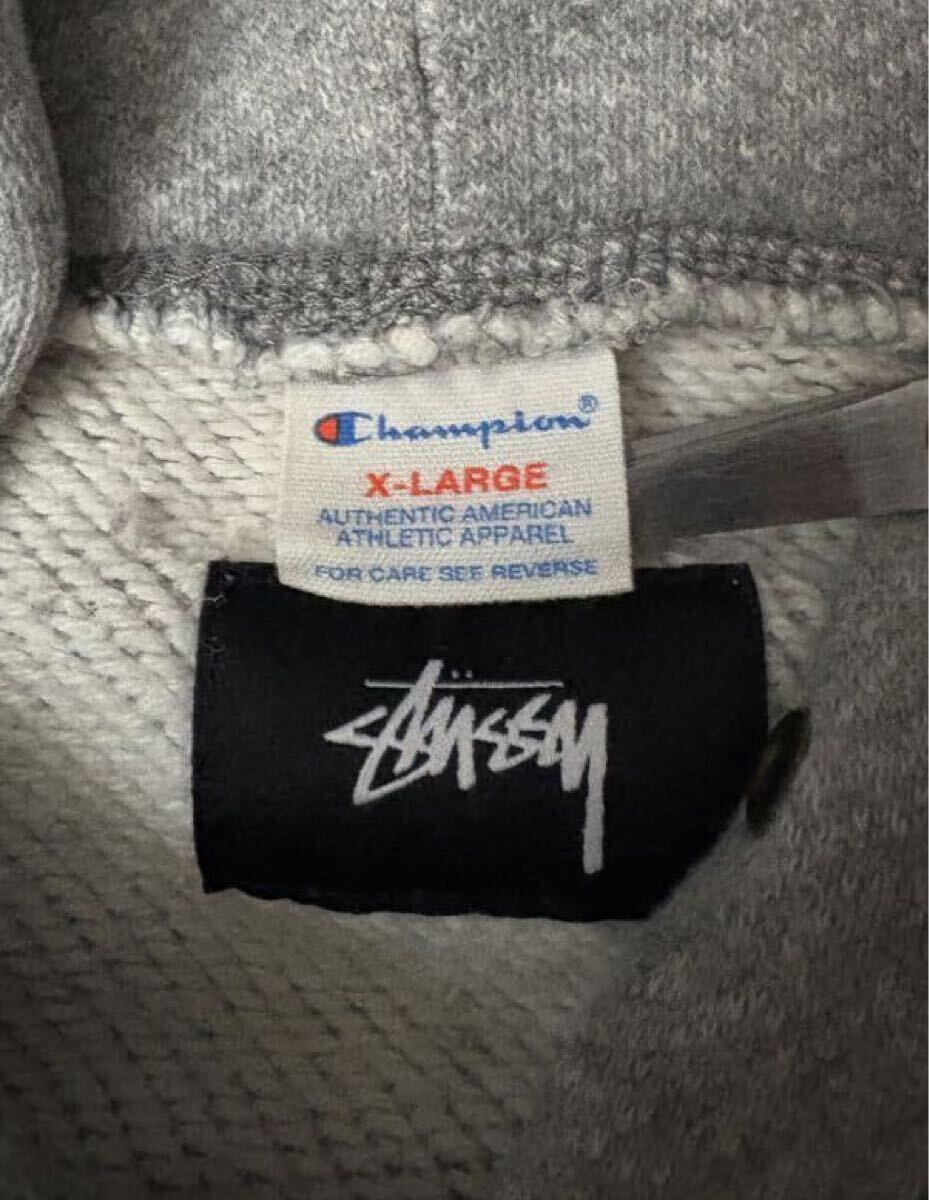 Champion®
X-LARGE
AUTHENTIC AMERICAN
ATHLETIC APPAREL
FOR CARE SEE REVERSE
stüssy